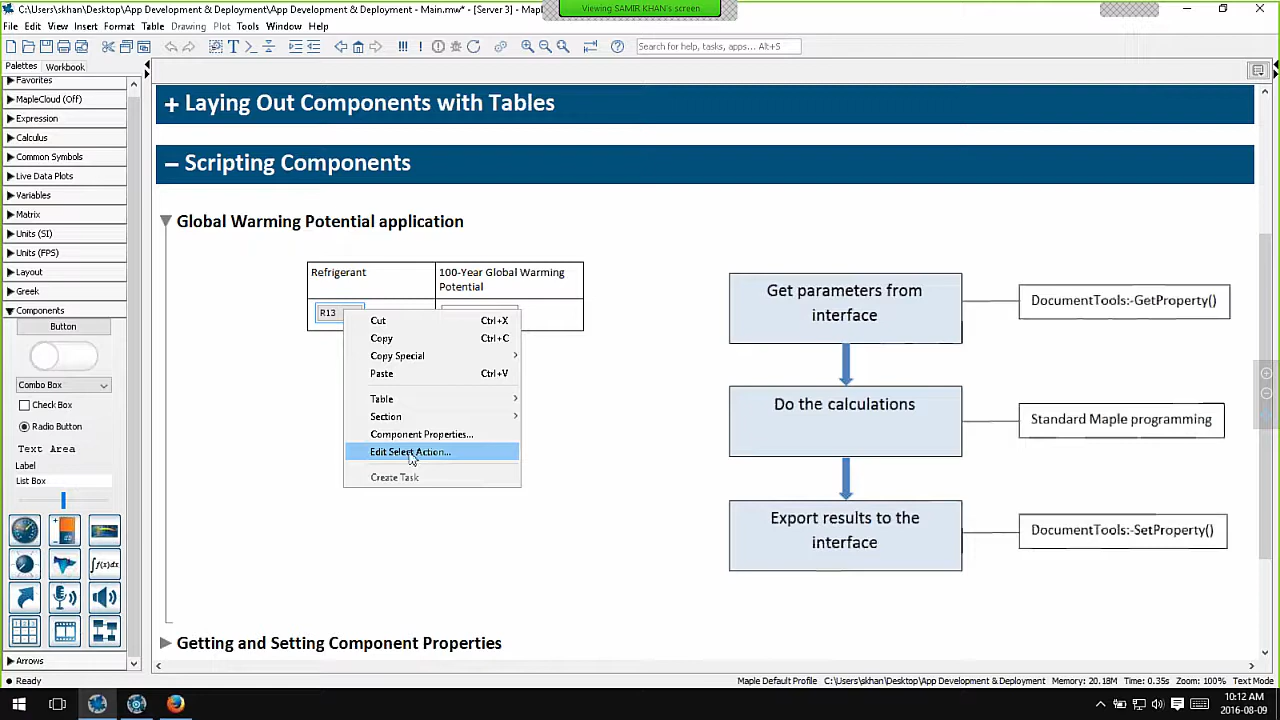 C:\Users\skhan\Desktop\App Development & Deployment\App Development & Deployment - Main.mw* - [Server 3]
Viewing SAMIR KHAN's screen
File Edit View Insert Format Table Drawing Plot Tools Window Help
Search for help, tasks, apps... Alt+S
Palettes Workbook
Favorites
MapleCloud (Off)
Expression
Calculus
Common Symbols
Live Data Plots
Variables
Matrix
Units (SI)
Units (FPS)
Layout
Greek
Components
Button
Combo Box
Check Box
Radio Button
Text Area
Label
List Box
∫f(x)dx
Arrows
+ Laying Out Components with Tables
– Scripting Components
Global Warming Potential application
Refrigerant
100-Year Global Warming
Potential
R13
Cut Ctrl+X
Copy Ctrl+C
Copy Special
Paste Ctrl+V
Table
Section
Component Properties...
Edit Select Action...
Create Task
Get parameters from
interface
DocumentTools:-GetProperty()
Do the calculations
Standard Maple programming
Export results to the
interface
DocumentTools:-SetProperty()
Getting and Setting Component Properties
Ready
Maple Default Profile C:\Users\skhan\Desktop\App Development & Deployment Memory: 20.18M Time: 0.35s Zoom: 100% Text Mode
10:12 AM
2016-08-09